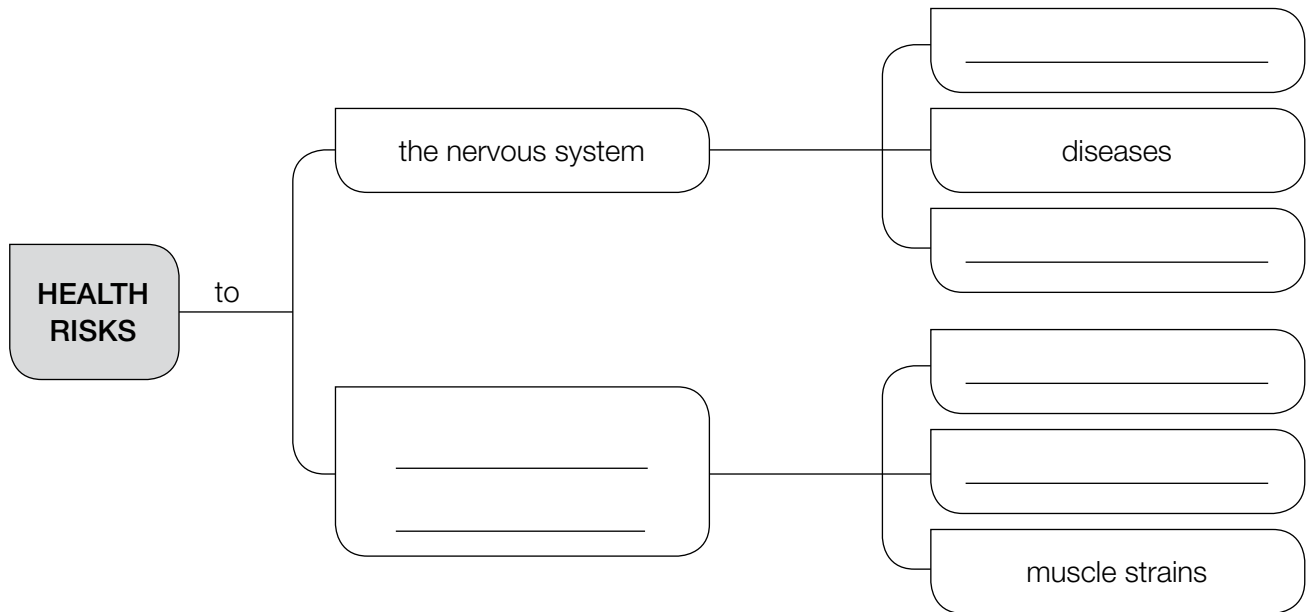 HEALTH
RISKS
to
the nervous system
diseases
muscle strains